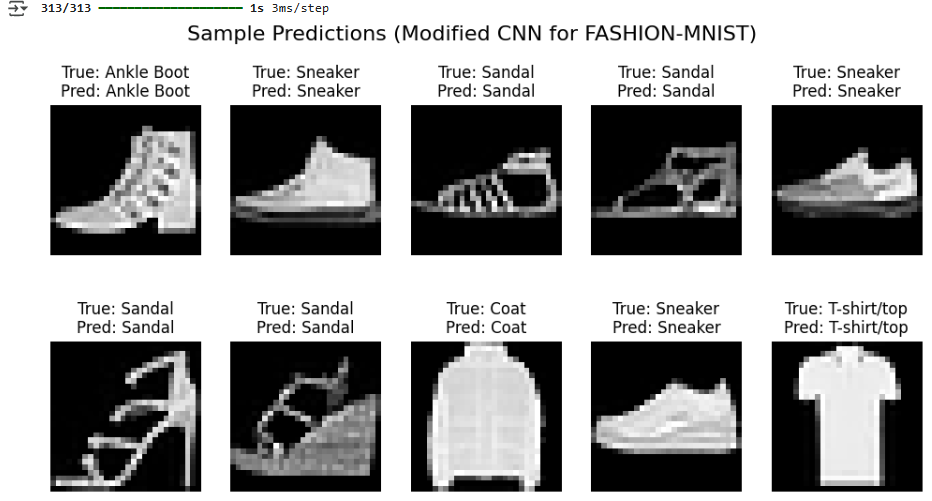 313/313 ━━━━━━━━━━━━━━━━━━━━ 1s 3ms/step
Sample Predictions (Modified CNN for FASHION-MNIST)
True: Ankle Boot
Pred: Ankle Boot
True: Sneaker
Pred: Sneaker
True: Sandal
Pred: Sandal
True: Sandal
Pred: Sandal
True: Sneaker
Pred: Sneaker
True: Sandal
Pred: Sandal
True: Sandal
Pred: Sandal
True: Coat
Pred: Coat
True: Sneaker
Pred: Sneaker
True: T-shirt/top
Pred: T-shirt/top